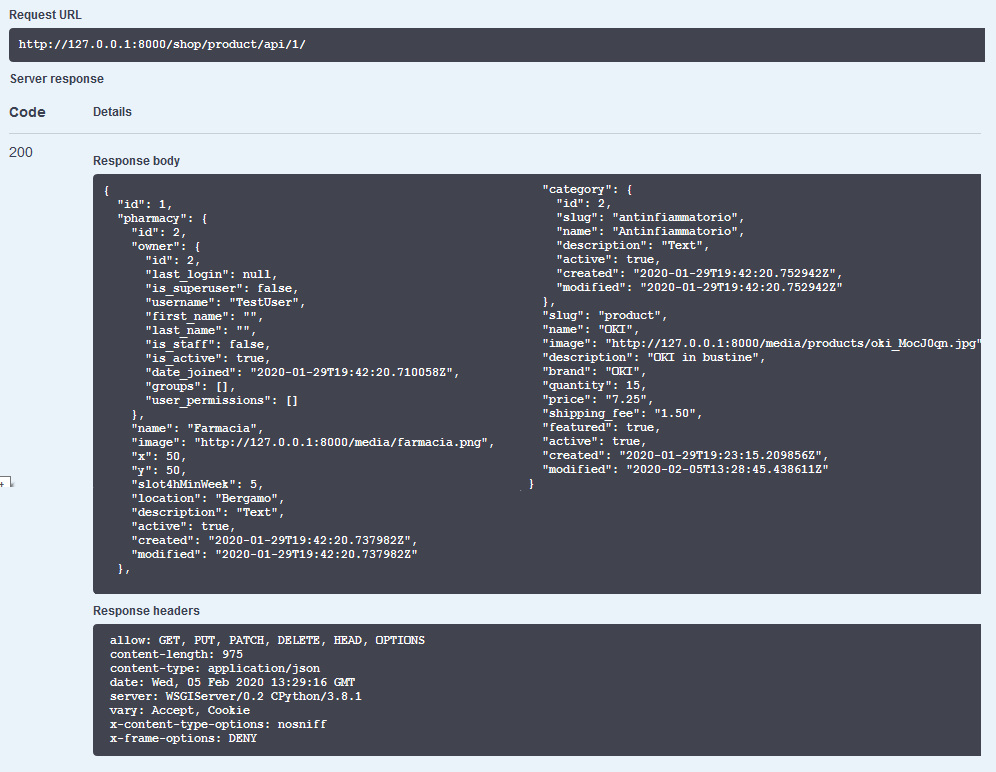 Request URL
http://127.0.0.1:8000/shop/product/api/1/
Server response
Code Details
200
Response body
{
  "id": 1,
  "pharmacy": {
    "id": 2,
    "owner": {
      "id": 2,
      "last_login": null,
      "is_superuser": false,
      "username": "TestUser",
      "first_name": "",
      "last_name": "",
      "is_staff": false,
      "is_active": true,
      "date_joined": "2020-01-29T19:42:20.710058Z",
      "groups": [],
      "user_permissions": []
    },
    "name": "Farmacia",
    "image": "http://127.0.0.1:8000/media/farmacia.png",
    "x": 50,
    "y": 50,
    "slot4hMinWeek": 5,
    "location": "Bergamo",
    "description": "Text",
    "active": true,
    "created": "2020-01-29T19:42:20.737982Z",
    "modified": "2020-01-29T19:42:20.737982Z"
  },
  "category": {
    "id": 2,
    "slug": "antinfiammatorio",
    "name": "Antinfiammatorio",
    "description": "Text",
    "active": true,
    "created": "2020-01-29T19:42:20.752942Z",
    "modified": "2020-01-29T19:42:20.752942Z"
  },
  "slug": "product",
  "name": "OKI",
  "image": "http://127.0.0.1:8000/media/products/oki_MocJ0qn.jpg"
  "description": "OKI in bustine",
  "brand": "OKI",
  "quantity": 15,
  "price": "7.25",
  "shipping_fee": "1.50",
  "featured": true,
  "active": true,
  "created": "2020-01-29T19:23:15.209856Z",
  "modified": "2020-02-05T13:28:45.438611Z"
}
Response headers
allow: GET, PUT, PATCH, DELETE, HEAD, OPTIONS
content-length: 975
content-type: application/json
date: Wed, 05 Feb 2020 13:29:16 GMT
server: WSGIServer/0.2 CPython/3.8.1
vary: Accept, Cookie
x-content-type-options: nosniff
x-frame-options: DENY